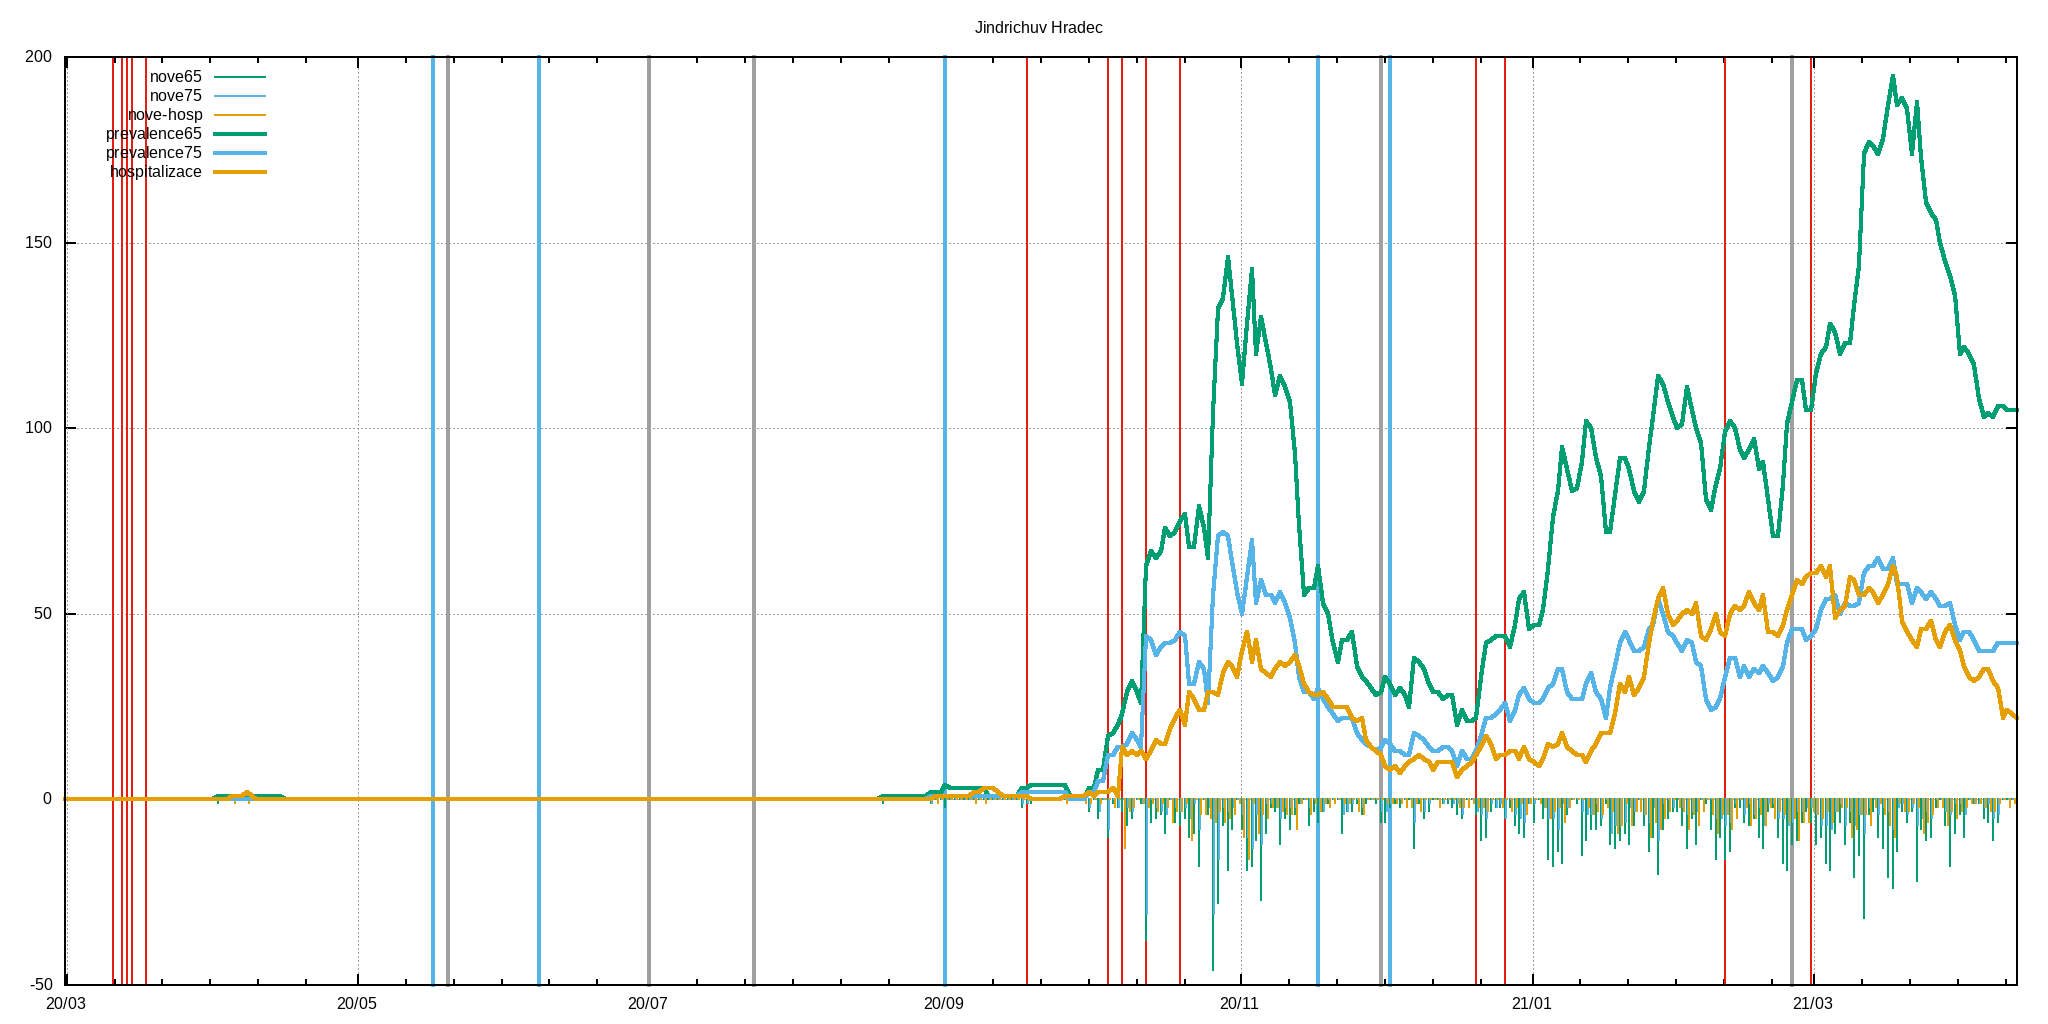 Jindrichuv Hradec
200
nove65
nove75
nove-hosp
prevalence65
prevalence75
hospitalizace
150
100
50
0
-50
20/03 20/05 20/07 20/09 20/11 21/01 21/03